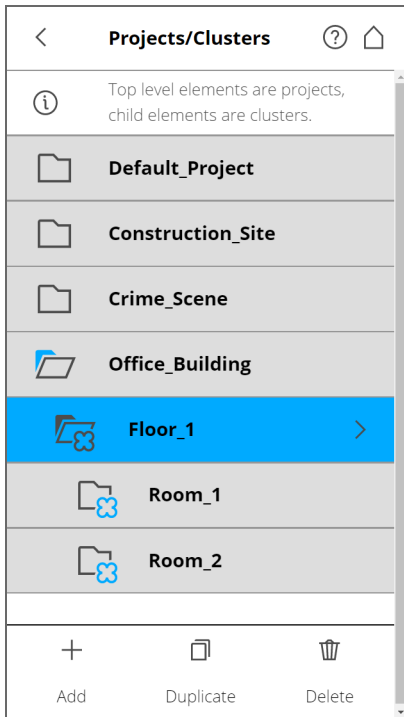 Projects/Clusters
Top level elements are projects,
child elements are clusters.
Default_Project
Construction_Site
Crime_Scene
Office_Building
Floor_1
Room_1
Room_2
Add Duplicate Delete